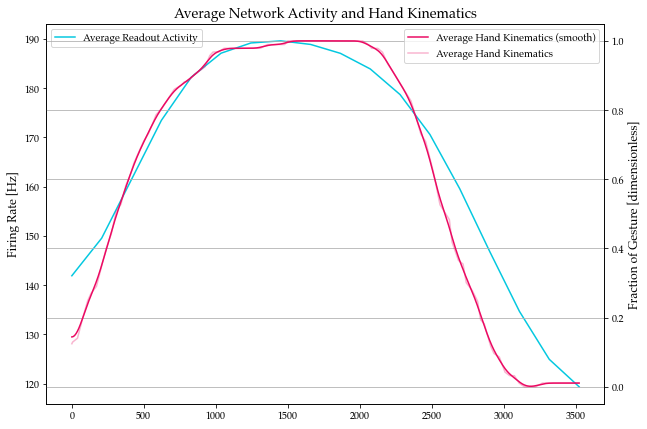 Average Network Activity and Hand Kinematics
Average Readout Activity
Average Hand Kinematics (smooth)
Average Hand Kinematics
Firing Rate [Hz]
190
180
170
160
150
140
130
120
1.0
0.8
0.6
0.4
0.2
0.0
Fraction of Gesture [dimensionless]
0 500 1000 1500 2000 2500 3000 3500